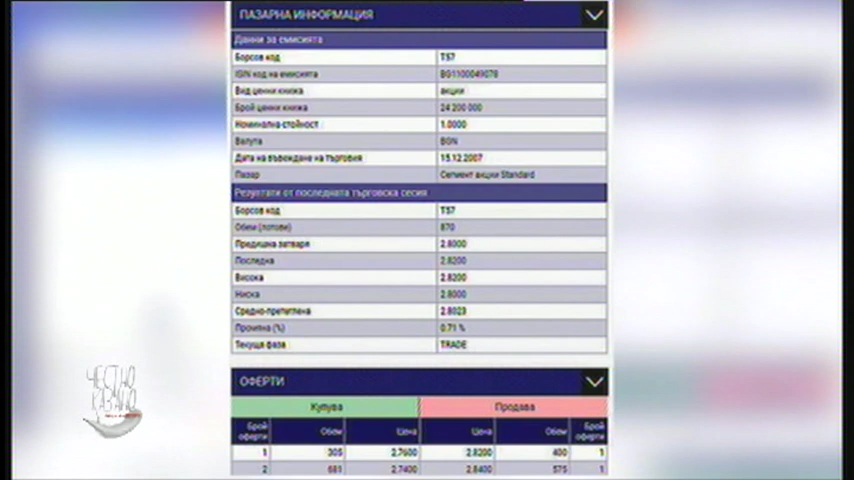 ПАЗАРНА ИНФОРМАЦИЯ
Данни за емисията
Борсов код T57
ISIN код на емисията BG1100049078
Вид ценни книжа акции
Брой ценни книжа 24 200 000
Номинална стойност 1.0000
Валута BGN
Дата на въвеждане на търговия 15.12.2007
Пазар Сегмент акции Standard
Резултати от последната търговска сесия
Борсов код T57
Обем (лотове) 870
Предишна затваря 2.8000
Последна 2.8200
Висока 2.8200
Ниска 2.8000
Средно-претеглена 2.8023
Промяна (%) 0.71 %
Текуща фаза TRADE
ОФЕРТИ
Купува Продава
Брой оферти Обем Цена Цена Обем Брой оферти
1 305 2.7600 2.8200 400 1
2 681 2.7400 2.8400 575 1
ЧЕСТНО
КАЗАНО